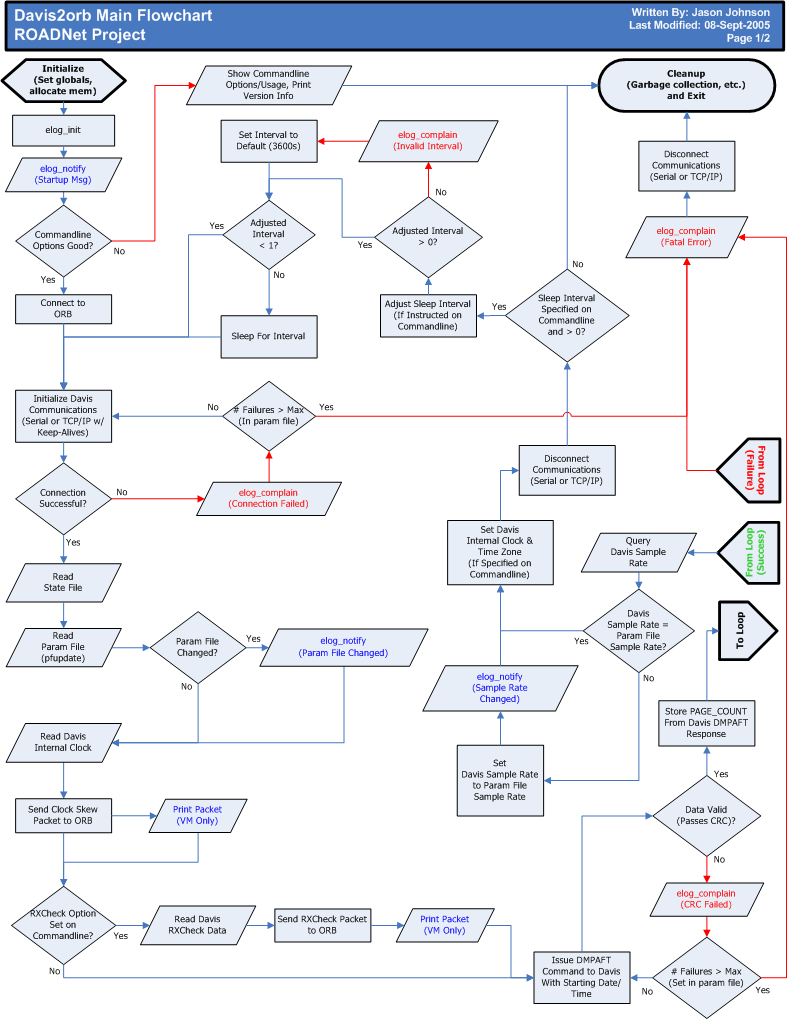 Davis2orb Main Flowchart
ROADNet Project
Written By: Jason Johnson
Last Modified: 08-Sept-2005
Page 1/2
Initialize
(Set globals,
allocate mem)
Show Commandline
Options/Usage, Print
Version Info
Cleanup
(Garbage collection, etc.)
and Exit
elog_init
Set Interval to
Default (3600s)
elog_complain
(Invalid Interval)
Disconnect
Communications
(Serial or TCP/IP)
elog_notify
(Startup Msg)
No
Commandline
Options Good?
No
Yes
Yes
Adjusted
Interval
< 1?
No
Yes
Adjusted Interval
> 0?
elog_complain
(Fatal Error)
No
Connect to
ORB
Sleep For Interval
Adjust Sleep Interval
(If Instructed on
Commandline)
Yes
Sleep Interval
Specified on
Commandline
and > 0?
Initialize Davis
Communications
(Serial or TCP/IP w/
Keep-Alives)
No
# Failures > Max
(In param file)
Yes
Connection
Successful?
No
Yes
elog_complain
(Connection Failed)
Disconnect
Communications
(Serial or TCP/IP)
From Loop
(Failure)
Set Davis
Internal Clock &
Time Zone
(If Specified on
Commandline)
Query
Davis Sample
Rate
From Loop
(Success)
Read
State File
Read
Param File
(pfupdate)
Param File
Changed?
Yes
No
elog_notify
(Param File Changed)
Davis
Sample Rate =
Param File
Sample Rate?
Yes
No
To Loop
elog_notify
(Sample Rate
Changed)
Read Davis
Internal Clock
Set
Davis Sample Rate
to Param File
Sample Rate
Store PAGE_COUNT
From Davis DMPAFT
Response
Yes
Send Clock Skew
Packet to ORB
Print Packet
(VM Only)
Data Valid
(Passes CRC)?
No
elog_complain
(CRC Failed)
RXCheck Option
Set on
Commandline?
Yes
No
Read Davis
RXCheck Data
Send RXCheck Packet
to ORB
Print Packet
(VM Only)
Issue DMPAFT
Command to Davis
With Starting Date/
Time
No
# Failures > Max
(Set in param file)
Yes